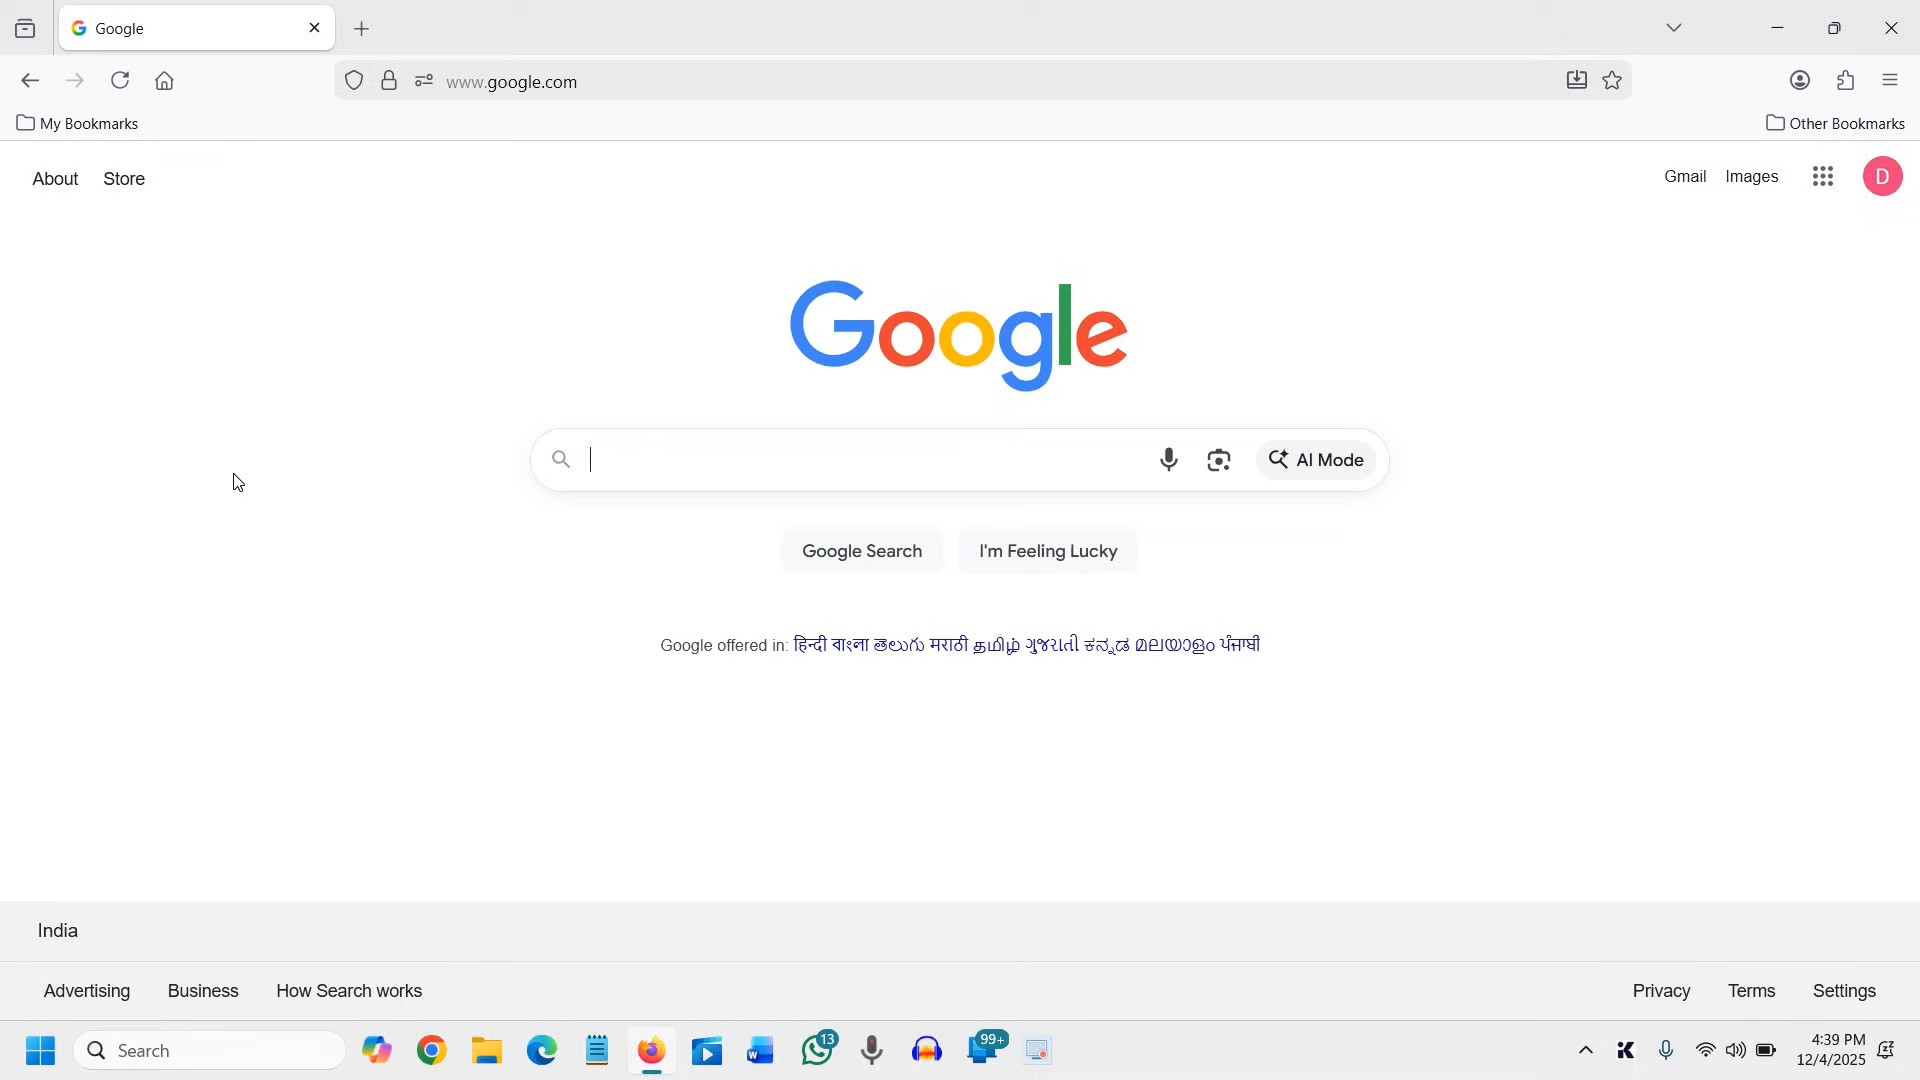 Google
www.google.com
My Bookmarks
Other Bookmarks
About Store
Gmail Images
D
Google
AI Mode
Google Search
I'm Feeling Lucky
Google offered in: हिन्दी বাংলা తెలుగు मराठी தமிழ் ગુજરાતી ಕನ್ನಡ മലയാളം ਪੰਜਾਬੀ
India
Advertising Business How Search works
Privacy Terms Settings
Search
13
99+
4:39 PM
12/4/2025